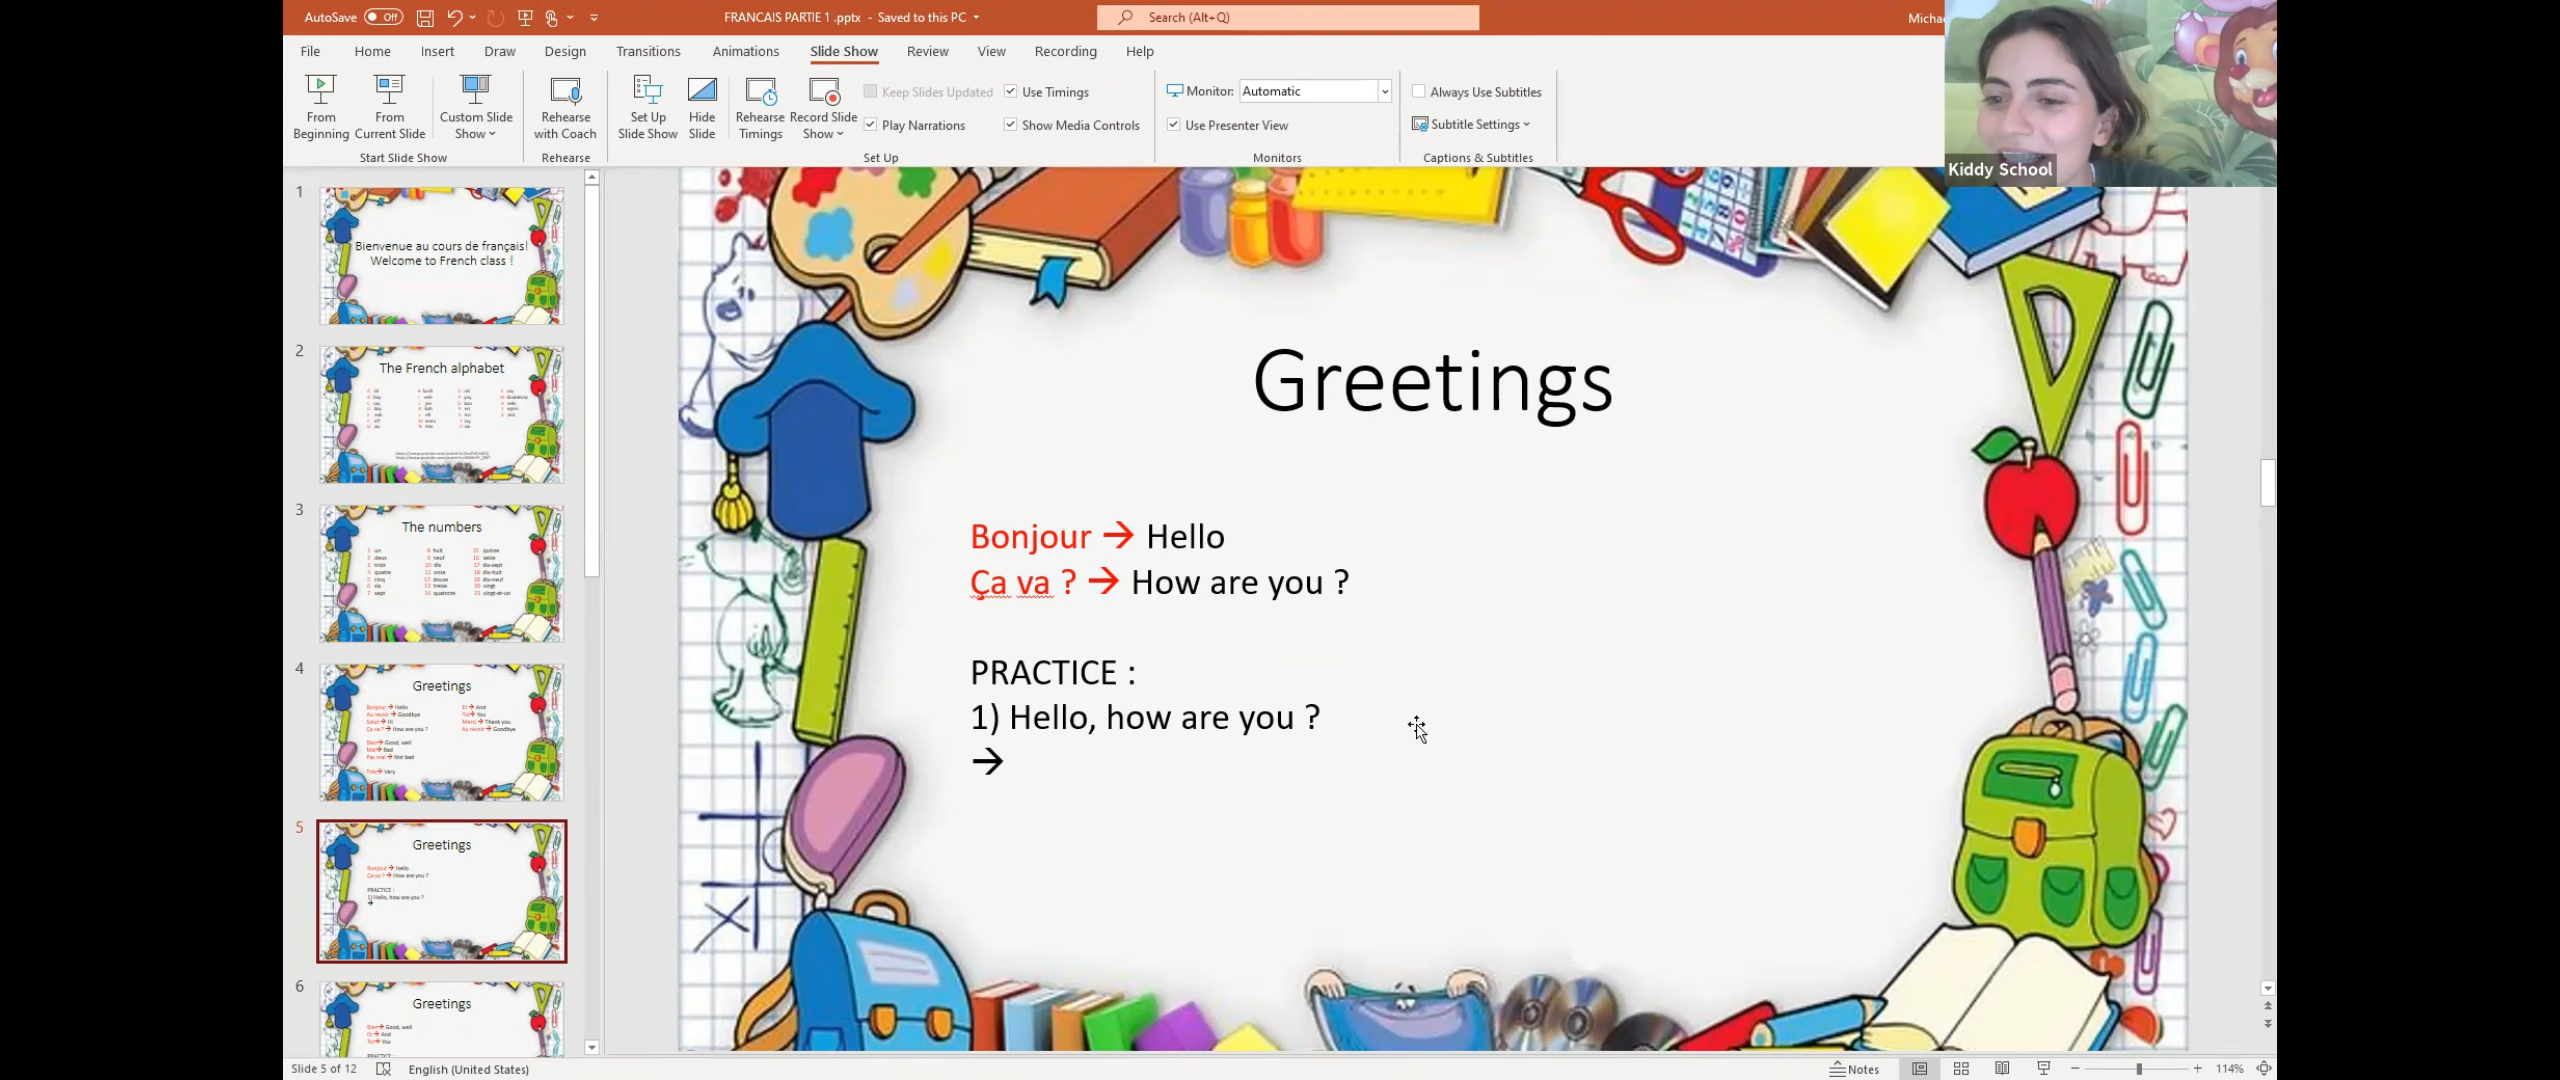 AutoSave Off
FRANCAIS PARTIE 1 .pptx - Saved to this PC
Search (Alt+Q)
File Home Insert Draw Design Transitions Animations Slide Show Review View Recording Help
From Beginning
From Current Slide
Custom Slide Show
Rehearse with Coach
Set Up Slide Show
Hide Slide
Rehearse Timings
Record Slide Show
Keep Slides Updated
Play Narrations
Use Timings
Show Media Controls
Monitor: Automatic
Use Presenter View
Always Use Subtitles
Subtitle Settings
Start Slide Show
Rehearse
Set Up
Monitors
Captions & Subtitles
Kiddy School
1
Bienvenue au cours de français!
Welcome to French class !
2
The French alphabet
3
The numbers
4
Greetings
5
Greetings
6
Greetings
Greetings
Bonjour → Hello
Ça va ? → How are you ?
PRACTICE :
1) Hello, how are you ?
→
Slide 5 of 12
English (United States)
Notes
114%